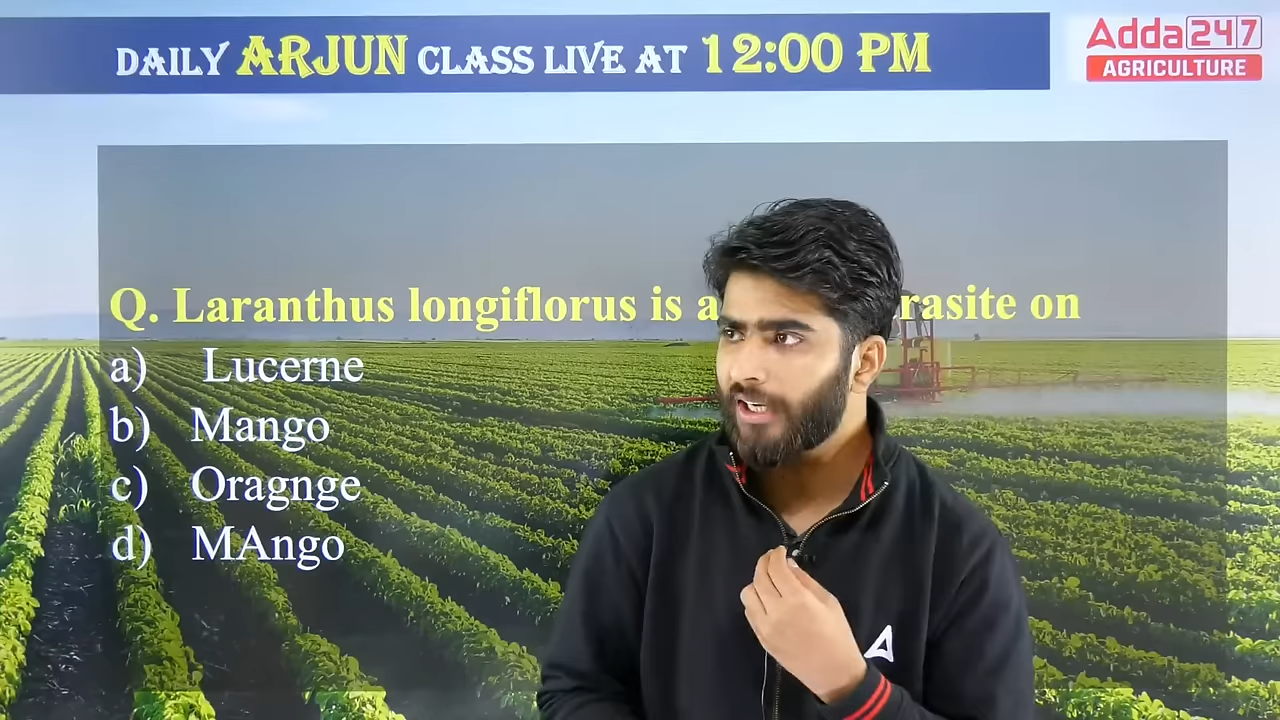 DAILY ARJUN CLASS LIVE AT 12:00 PM
Adda247
AGRICULTURE
Q. Laranthus longiflorus is a rasite on
a) Lucerne
b) Mango
c) Oragnge
d) MAngo